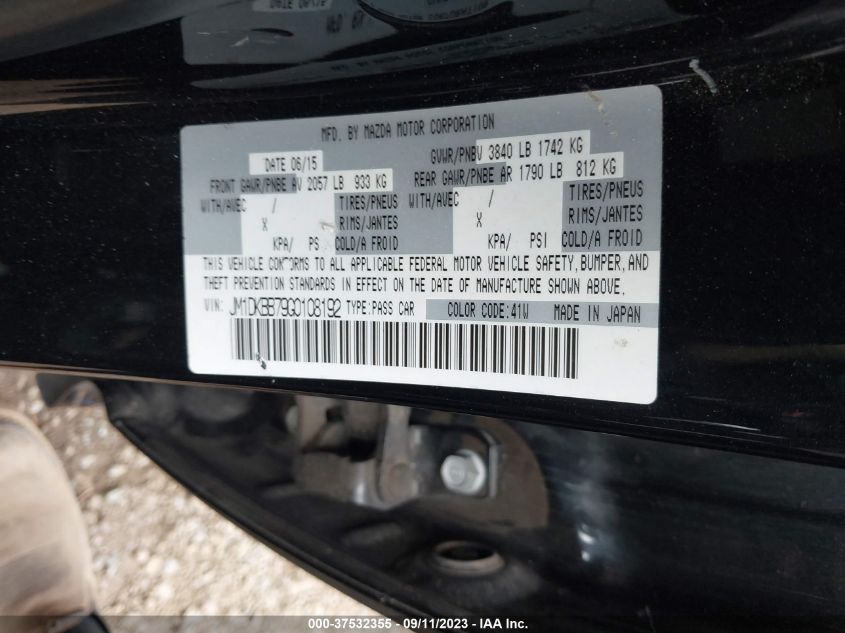 MFD. BY MAZDA MOTOR CORPORATION
DATE 06/15 GVWR/PNBV 3840 LB 1742 KG
FRONT GAWR/PNBE AV 2057 LB 933 KG REAR GAWR/PNBE AR 1790 LB 812 KG
WITH/AVEC / TIRES/PNEUS WITH/AVEC / TIRES/PNEUS
X RIMS/JANTES X RIMS/JANTES
KPA/ PSI COLD/A FROID KPA/ PSI COLD/A FROID
THIS VEHICLE CONFORMS TO ALL APPLICABLE FEDERAL MOTOR VEHICLE SAFETY,BUMPER,AND
THEFT PREVENTION STANDARDS IN EFFECT ON THE DATE OF MANUFACTURE SHOWN ABOVE.
VIN: JM1DKBB79G0108192 TYPE:PASS CAR COLOR CODE:41W MADE IN JAPAN
000-37532355 - 09/11/2023 - IAA Inc.